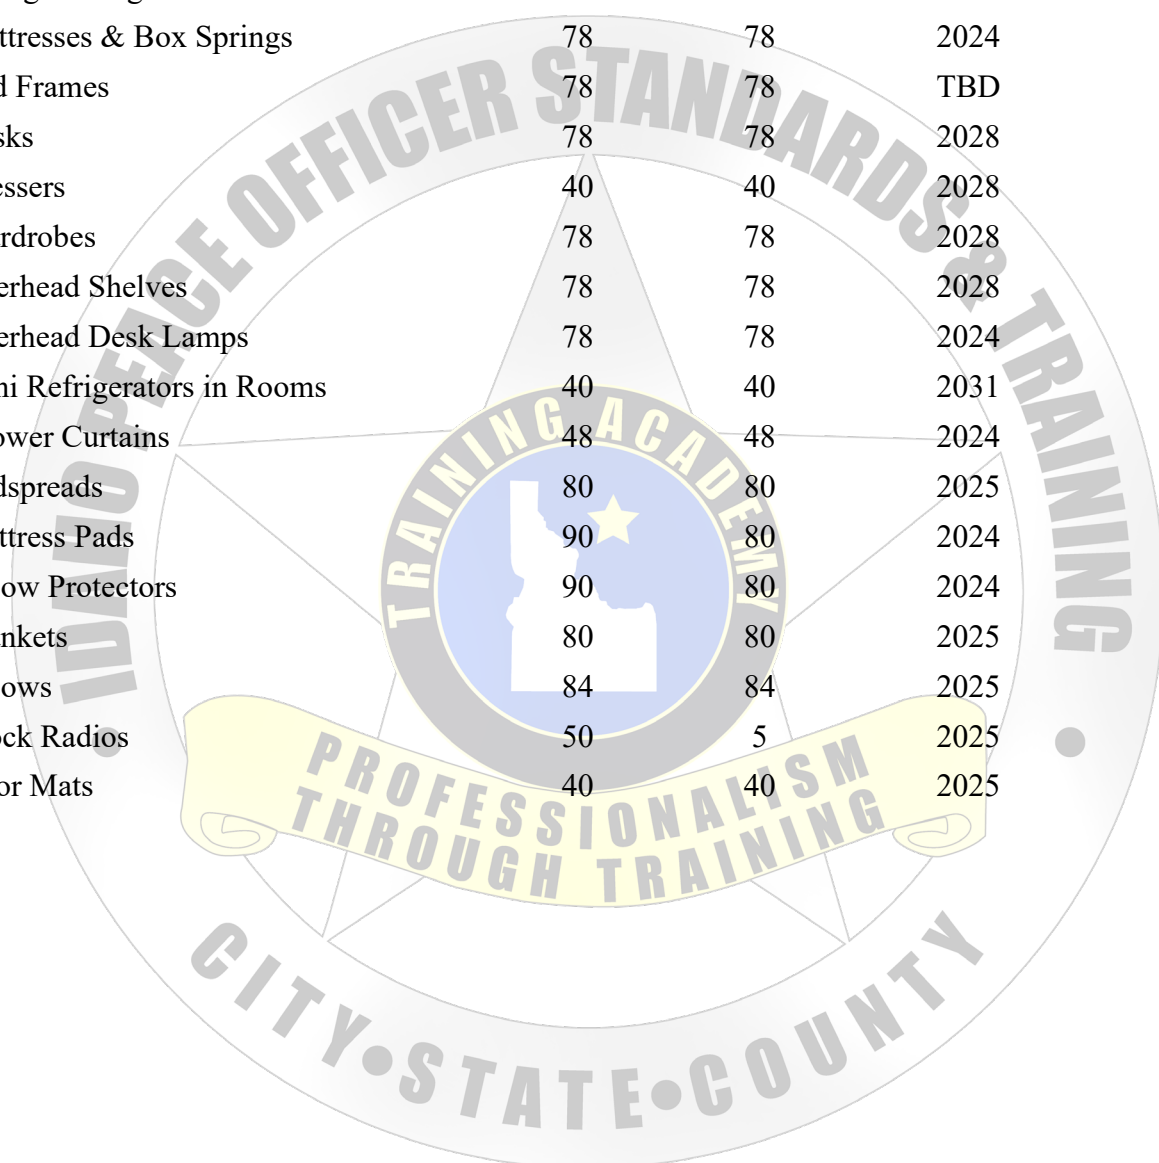 ttresses & Box Springs 78 78 2024
d Frames 78 78 TBD
sks 78 78 2028
essers 40 40 2028
rdrobes 78 78 2028
erhead Shelves 78 78 2028
erhead Desk Lamps 78 78 2024
ni Refrigerators in Rooms 40 40 2031
ower Curtains 48 48 2024
dspreads 80 80 2025
ttress Pads 90 80 2024
ow Protectors 90 80 2024
nkets 80 80 2025
ows 84 84 2025
ock Radios 50 5 2025
or Mats 40 40 2025
IDAHO PEACE OFFICER STANDARDS & TRAINING
TRAINING ACADEMY
PROFESSIONALISM
THROUGH TRAINING
CITY•STATE•COUNTY